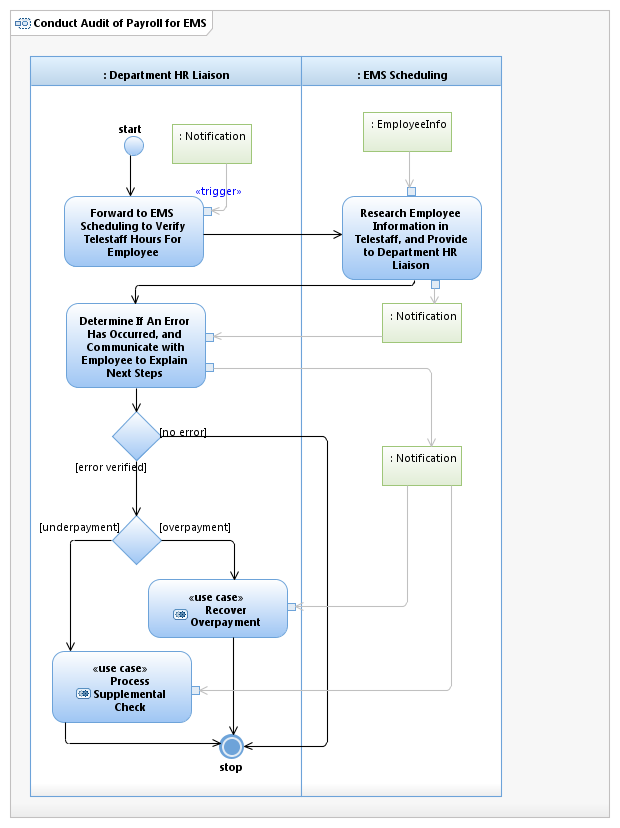 Conduct Audit of Payroll for EMS
: Department HR Liaison
: EMS Scheduling
start
: Notification
: EmployeeInfo
«trigger»
Forward to EMS
Scheduling to Verify
Telestaff Hours For
Employee
Research Employee
Information in
Telestaff, and Provide
to Department HR
Liaison
: Notification
Determine If An Error
Has Occurred, and
Communicate with
Employee to Explain
Next Steps
[no error]
[error verified]
: Notification
[underpayment]
[overpayment]
«use case»
Recover
Overpayment
«use case»
Process
Supplemental
Check
stop